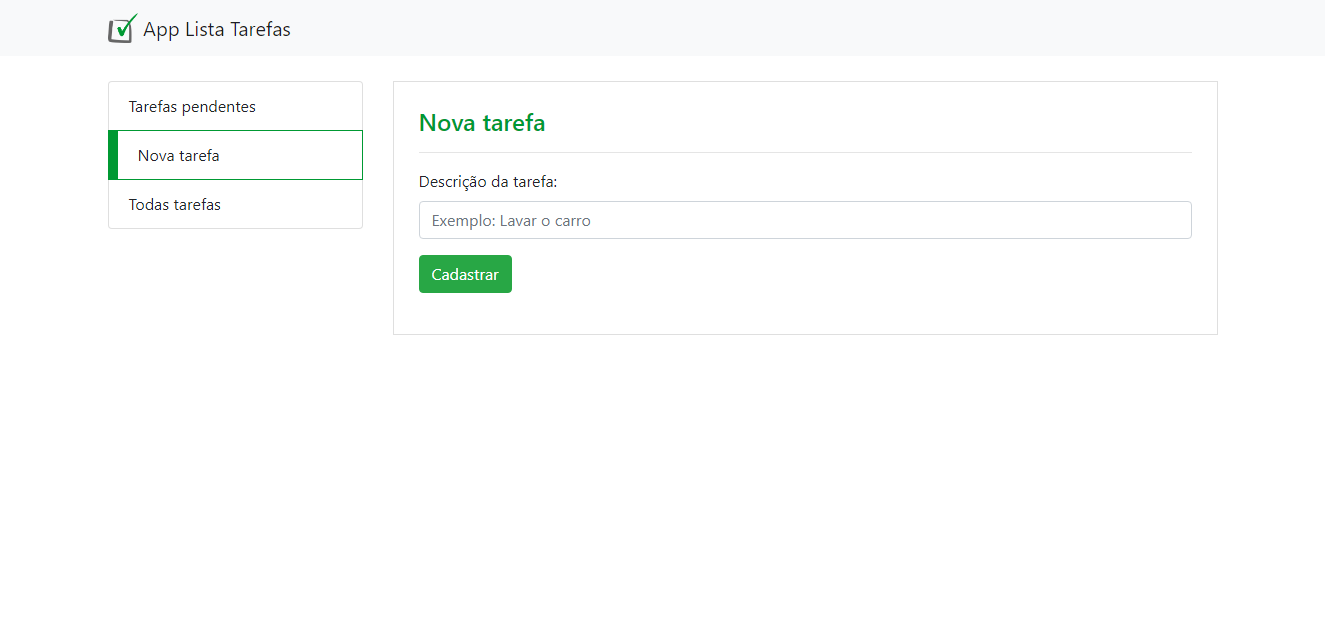 App Lista Tarefas
Tarefas pendentes
Nova tarefa
Todas tarefas
Nova tarefa
Descrição da tarefa:
Exemplo: Lavar o carro
Cadastrar